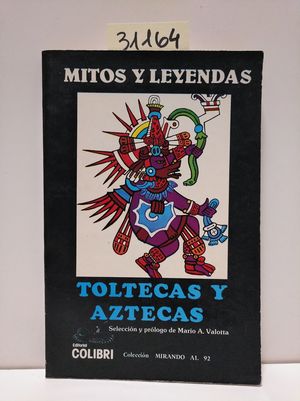 31164
MITOS Y LEYENDAS
TOLTECAS Y
AZTECAS
Selección y prólogo de Mario A. Valotta
Editorial
COLIBRI
Colección MIRANDO AL 92